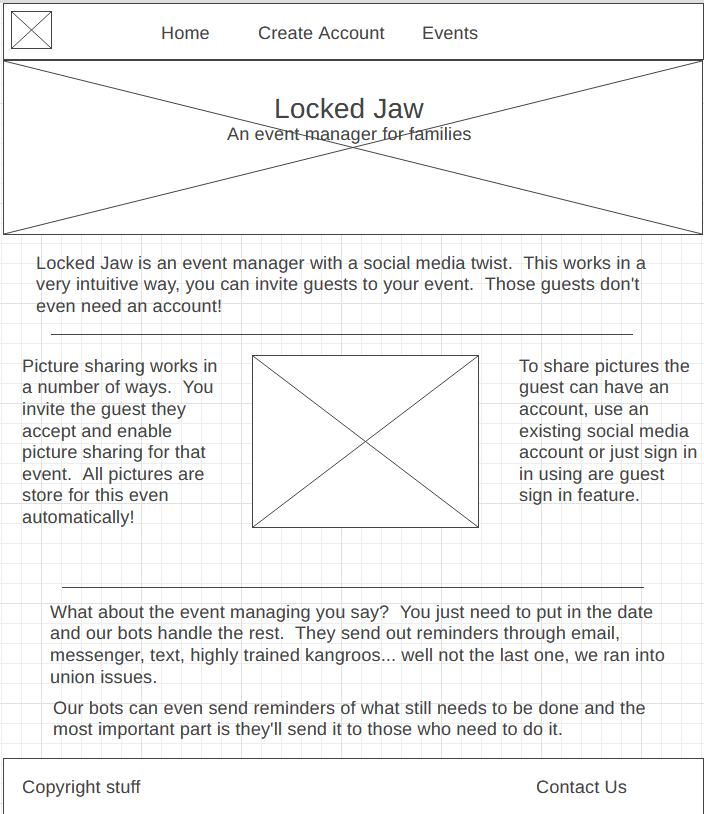 Home Create Account Events
Locked Jaw
An event manager for families
Locked Jaw is an event manager with a social media twist.  This works in a
very intuitive way, you can invite guests to your event.  Those guests don't
even need an account!
Picture sharing works in
a number of ways.  You
invite the guest they
accept and enable
picture sharing for that
event.  All pictures are
store for this even
automatically!
To share pictures the
guest can have an
account, use an
existing social media
account or just sign in
in using are guest
sign in feature.
What about the event managing you say?  You just need to put in the date
and our bots handle the rest.  They send out reminders through email,
messenger, text, highly trained kangroos... well not the last one, we ran into
union issues.
Our bots can even send reminders of what still needs to be done and the
most important part is they'll send it to those who need to do it.
Copyright stuff Contact Us